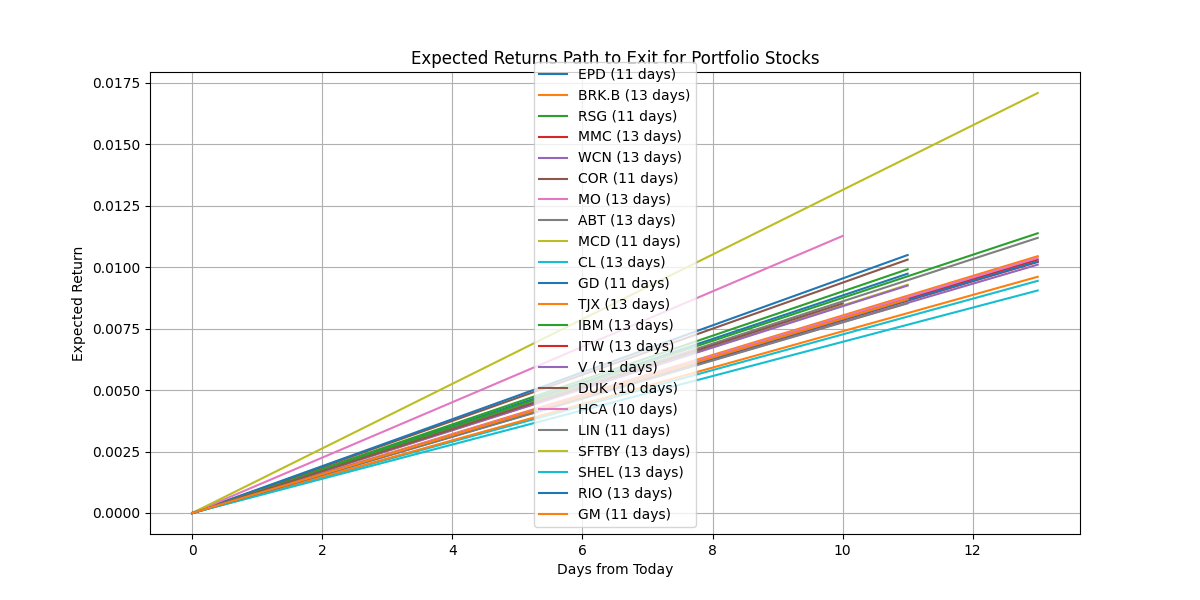 Expected Returns Path to Exit for Portfolio Stocks
EPD (11 days)
BRK.B (13 days)
RSG (11 days)
MMC (13 days)
WCN (13 days)
COR (11 days)
MO (13 days)
ABT (13 days)
MCD (11 days)
CL (13 days)
GD (11 days)
TJX (13 days)
IBM (13 days)
ITW (13 days)
V (11 days)
DUK (10 days)
HCA (10 days)
LIN (11 days)
SFTBY (13 days)
SHEL (13 days)
RIO (13 days)
GM (11 days)
Expected Return
0.0175
0.0150
0.0125
0.0100
0.0075
0.0050
0.0025
0.0000
0 2 4 6 8 10 12
Days from Today